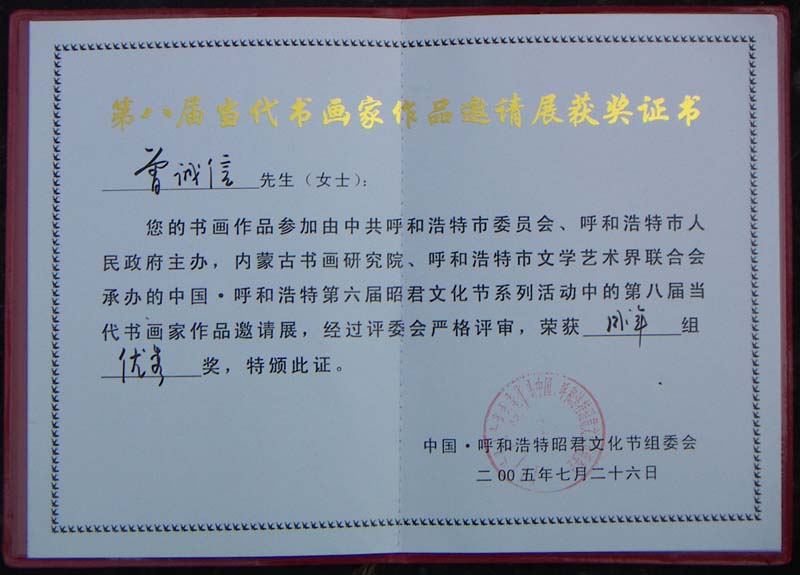 第八届当代书画家作品邀请展获奖证书
曾诚信 先生（女士）：
您的书画作品参加由中共呼和浩特市委员会、呼和浩特市人
民政府主办，内蒙古书画研究院、呼和浩特市文学艺术界联合会
承办的中国·呼和浩特第六届昭君文化节系列活动中的第八届当
代书画家作品邀请展，经过评委会严格评审，荣获 成年 组
优秀 奖，特颁此证。
中国·呼和浩特昭君文化节组委会
二00五年七月二十六日